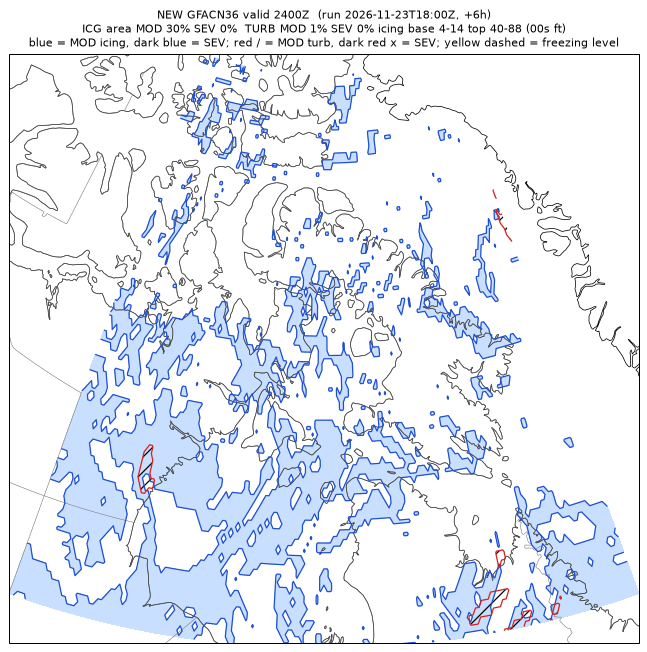 NEW GFACN36 valid 2400Z (run 2026-11-23T18:00Z, +6h)
ICG area MOD 30% SEV 0% TURB MOD 1% SEV 0% icing base 4-14 top 40-88 (00s ft)
blue = MOD icing, dark blue = SEV; red / = MOD turb, dark red x = SEV; yellow dashed = freezing level